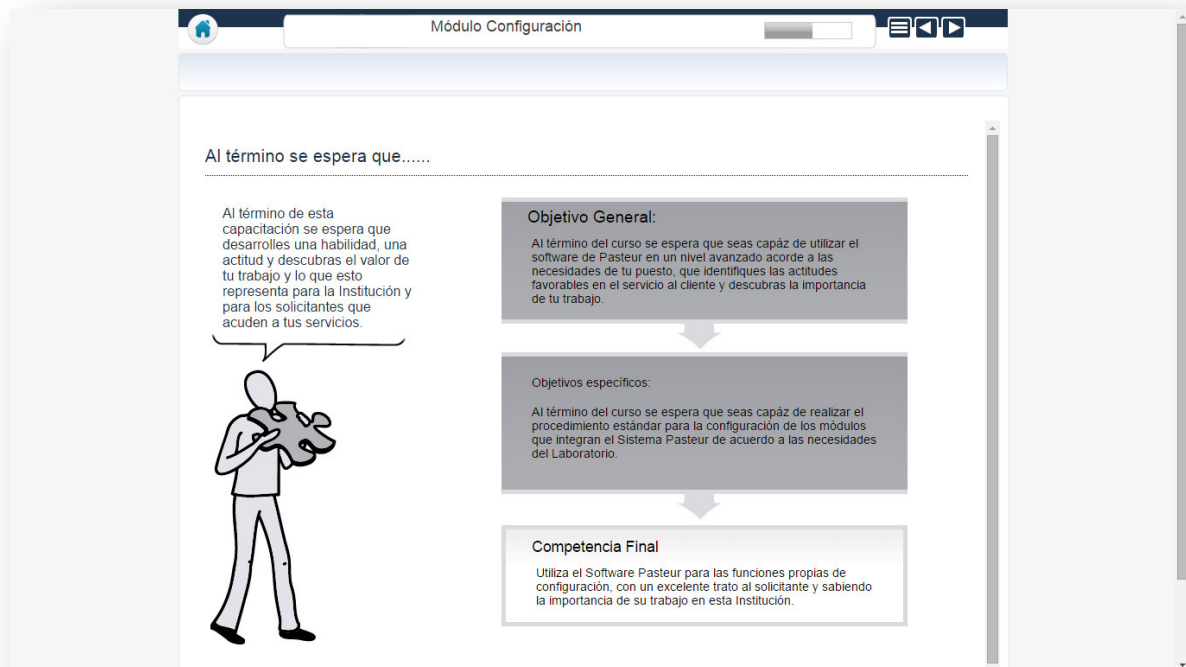 Módulo Configuración
Al término se espera que......
Al término de esta
capacitación se espera que
desarrolles una habilidad, una
actitud y descubras el valor de
tu trabajo y lo que esto
representa para la Institución y
para los solicitantes que
acuden a tus servicios.
Objetivo General:
Al término del curso se espera que seas capáz de utilizar el
software de Pasteur en un nivel avanzado acorde a las
necesidades de tu puesto, que identifiques las actitudes
favorables en el servicio al cliente y descubras la importancia
de tu trabajo.
Objetivos específicos:
Al término del curso se espera que seas capáz de realizar el
procedimiento estándar para la configuración de los módulos
que integran el Sistema Pasteur de acuerdo a las necesidades
del Laboratorio.
Competencia Final
Utiliza el Software Pasteur para las funciones propias de
configuración, con un excelente trato al solicitante y sabiendo
la importancia de su trabajo en esta Institución.